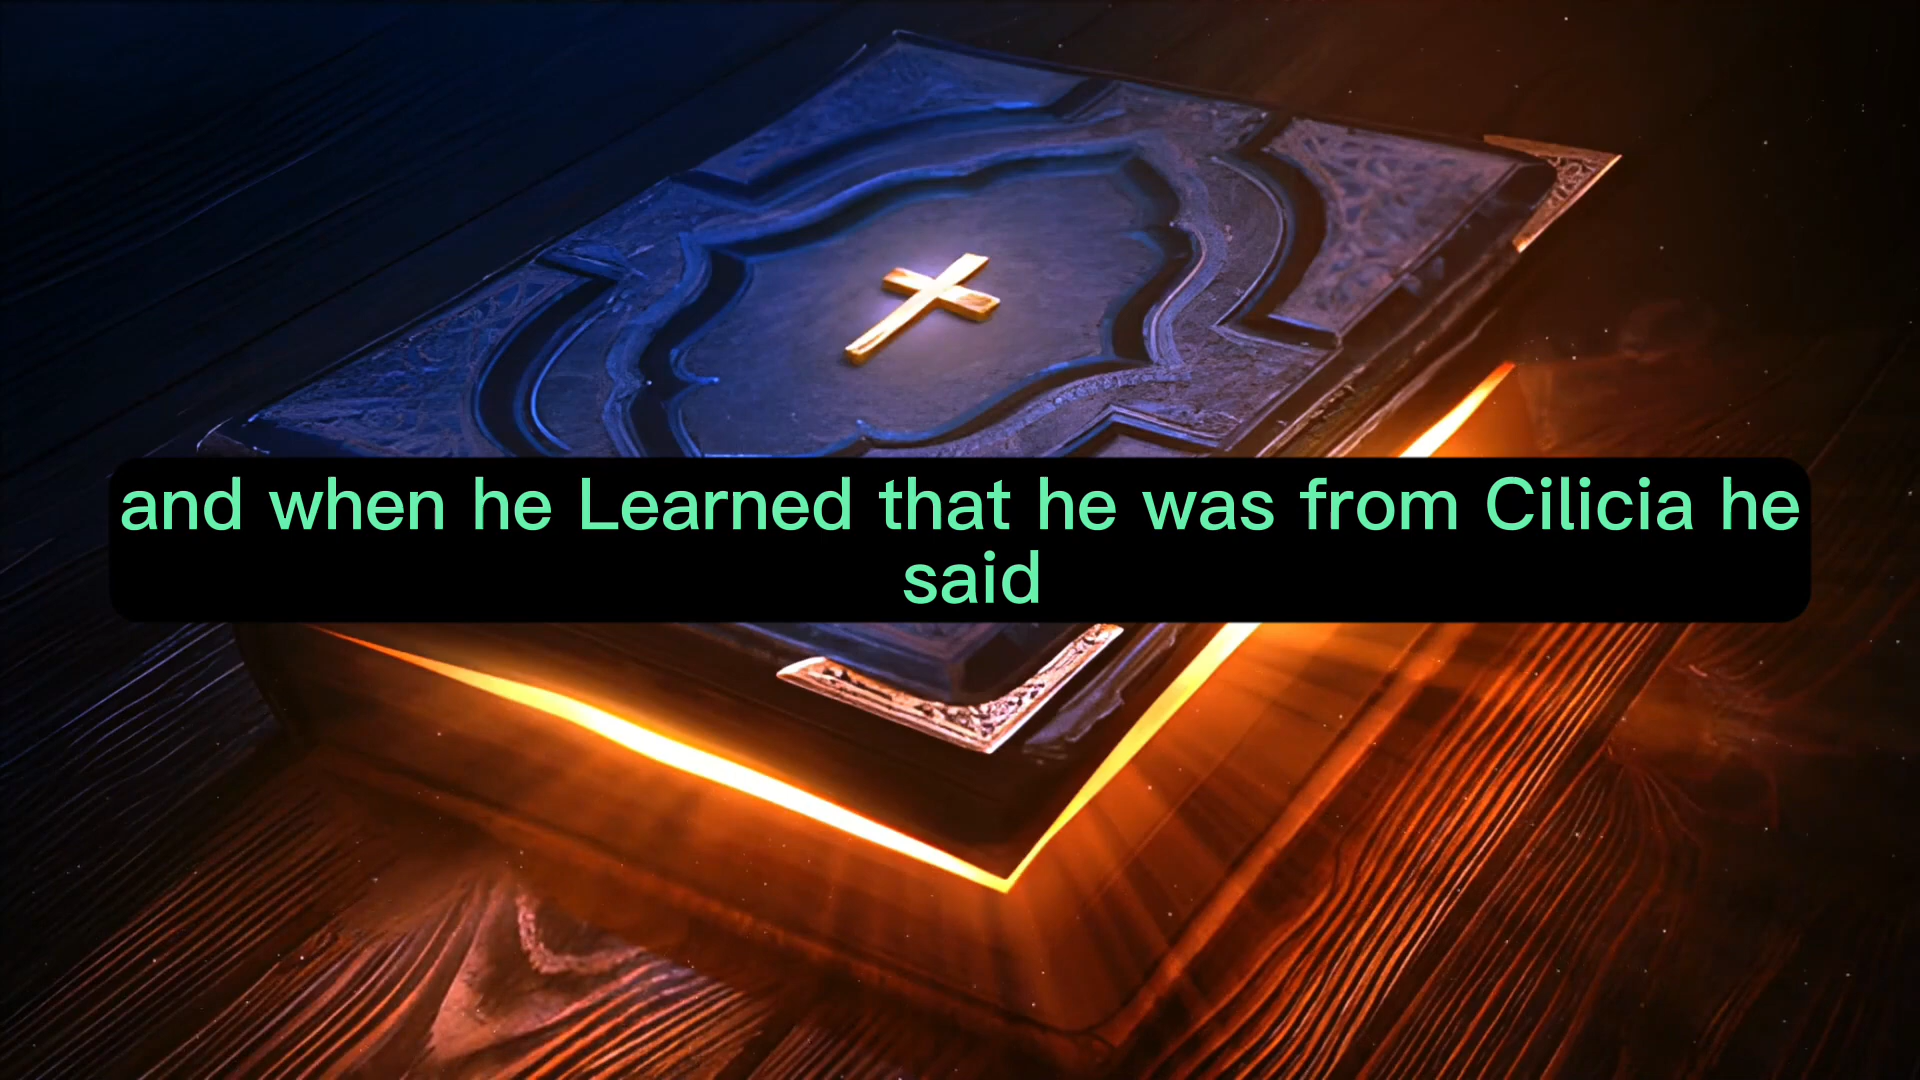 and when he Learned that he was from Cilicia he
said